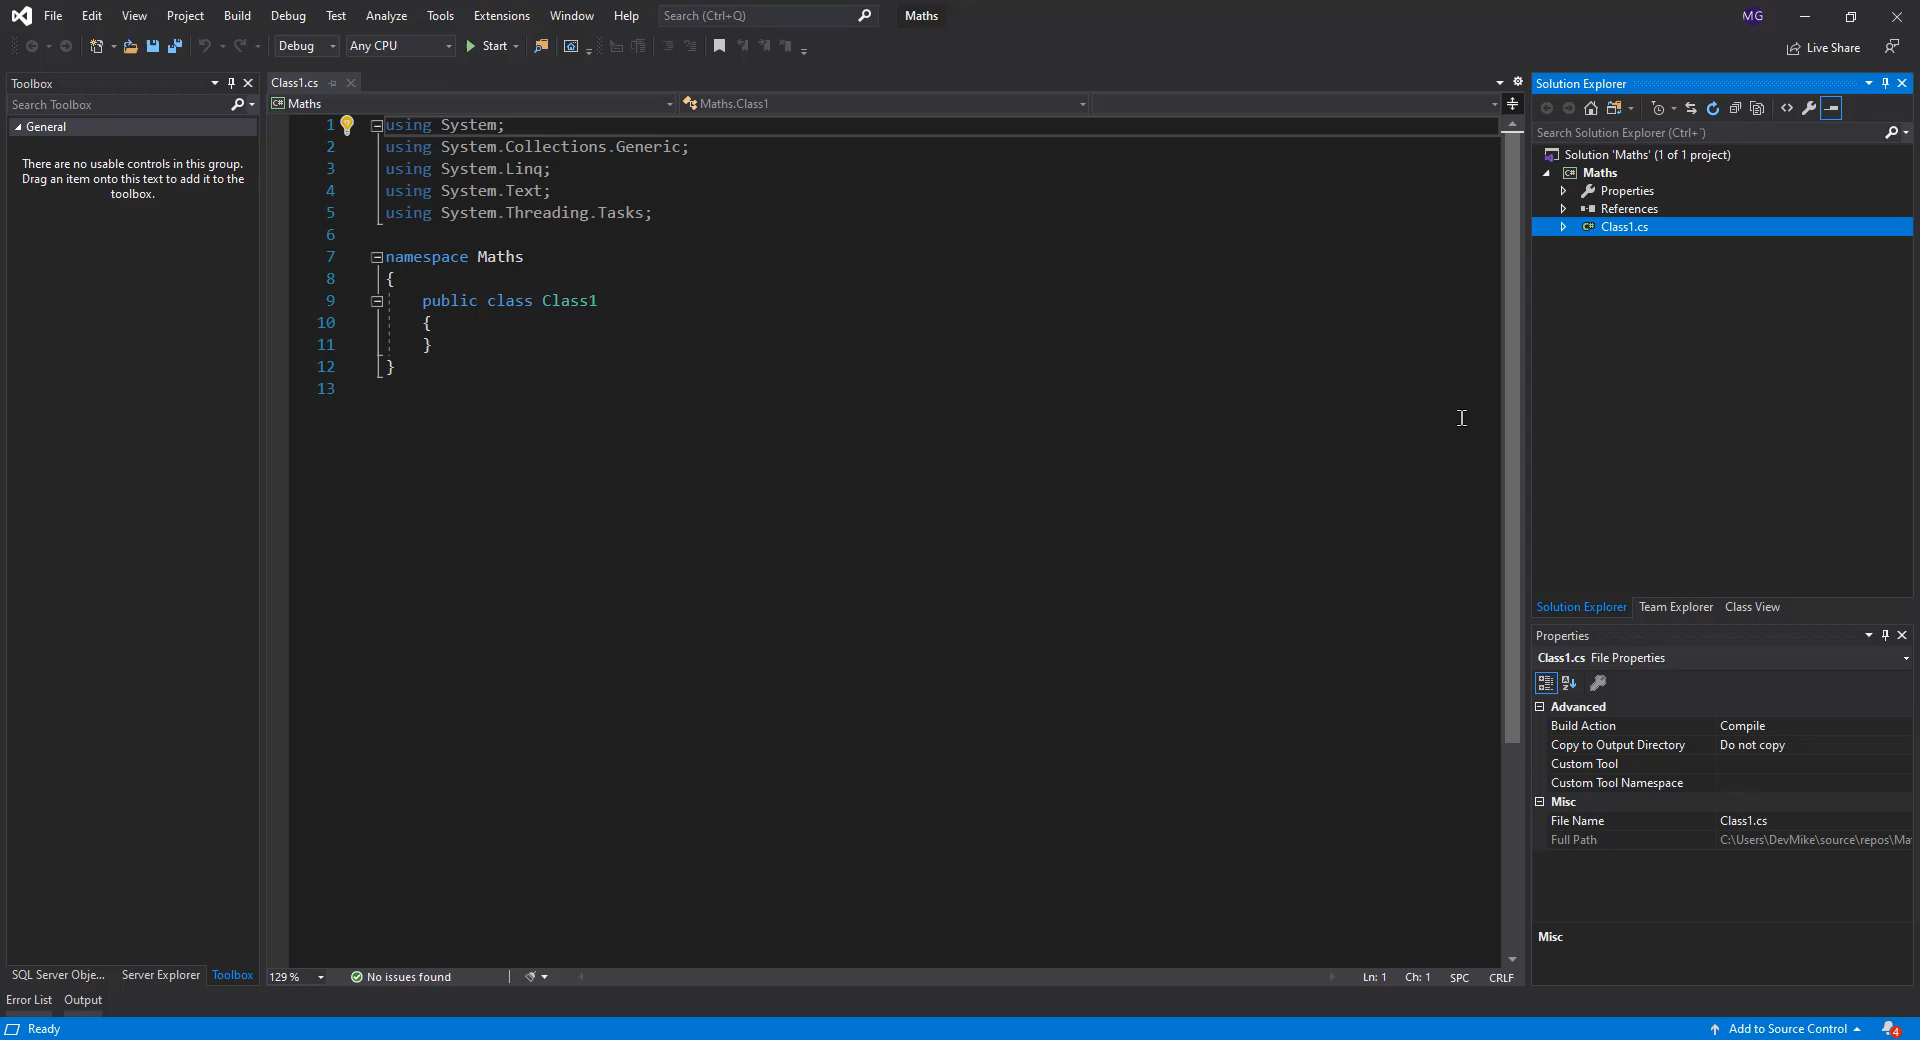 File Edit View Project Build Debug Test Analyze Tools Extensions Window Help Search (Ctrl+Q) Maths MG
Debug Any CPU Start Live Share
Toolbox
Search Toolbox
General
There are no usable controls in this group.
Drag an item onto this text to add it to the
toolbox.
Class1.cs
C# Maths Maths.Class1
1 using System;
2 using System.Collections.Generic;
3 using System.Linq;
4 using System.Text;
5 using System.Threading.Tasks;
6
7 namespace Maths
8 {
9 public class Class1
10 {
11 }
12 }
13
Solution Explorer
Search Solution Explorer (Ctrl+¨)
Solution 'Maths' (1 of 1 project)
C# Maths
Properties
References
C# Class1.cs
Solution Explorer Team Explorer Class View
Properties
Class1.cs File Properties
Advanced
Build Action Compile
Copy to Output Directory Do not copy
Custom Tool
Custom Tool Namespace
Misc
File Name Class1.cs
Full Path C:\Users\DevMike\source\repos\Ma
Misc
SQL Server Obje... Server Explorer Toolbox
129 % No issues found Ln: 1 Ch: 1 SPC CRLF
Error List Output
Ready Add to Source Control 4